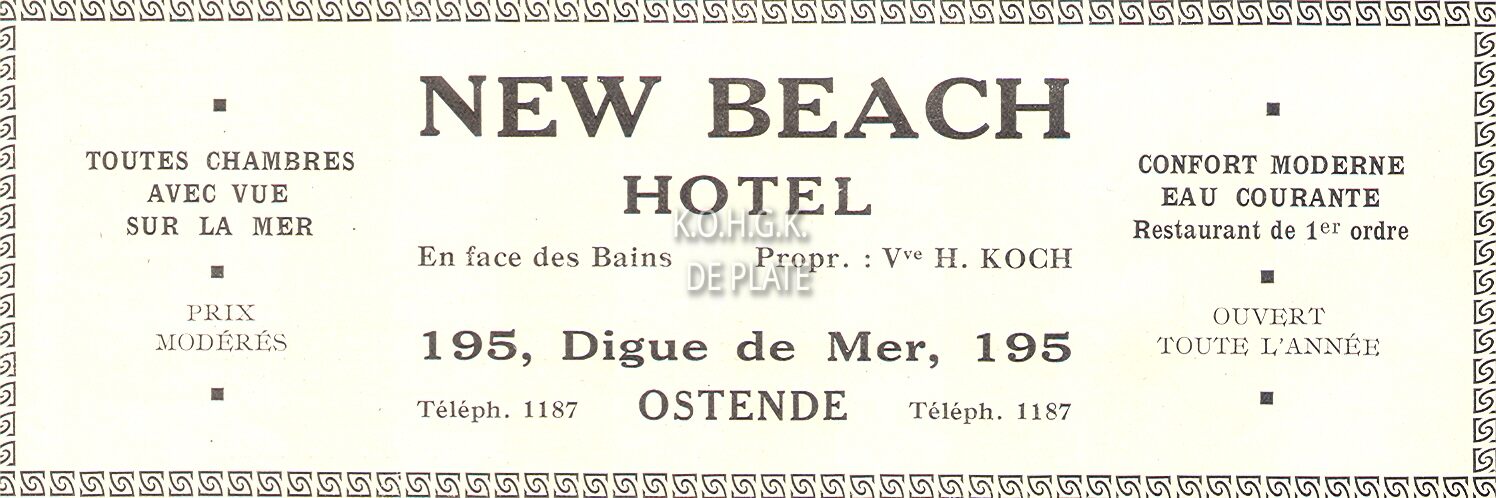 TOUTES CHAMBRES
AVEC VUE
SUR LA MER
PRIX
MODÉRÉS
NEW BEACH
HOTEL
K.O.H.G.K.
DE PLATE
En face des Bains Propr. : Vve H. KOCH
195, Digue de Mer, 195
Téléph. 1187 OSTENDE Téléph. 1187
CONFORT MODERNE
EAU COURANTE
Restaurant de 1er ordre
OUVERT
TOUTE L'ANNÉE